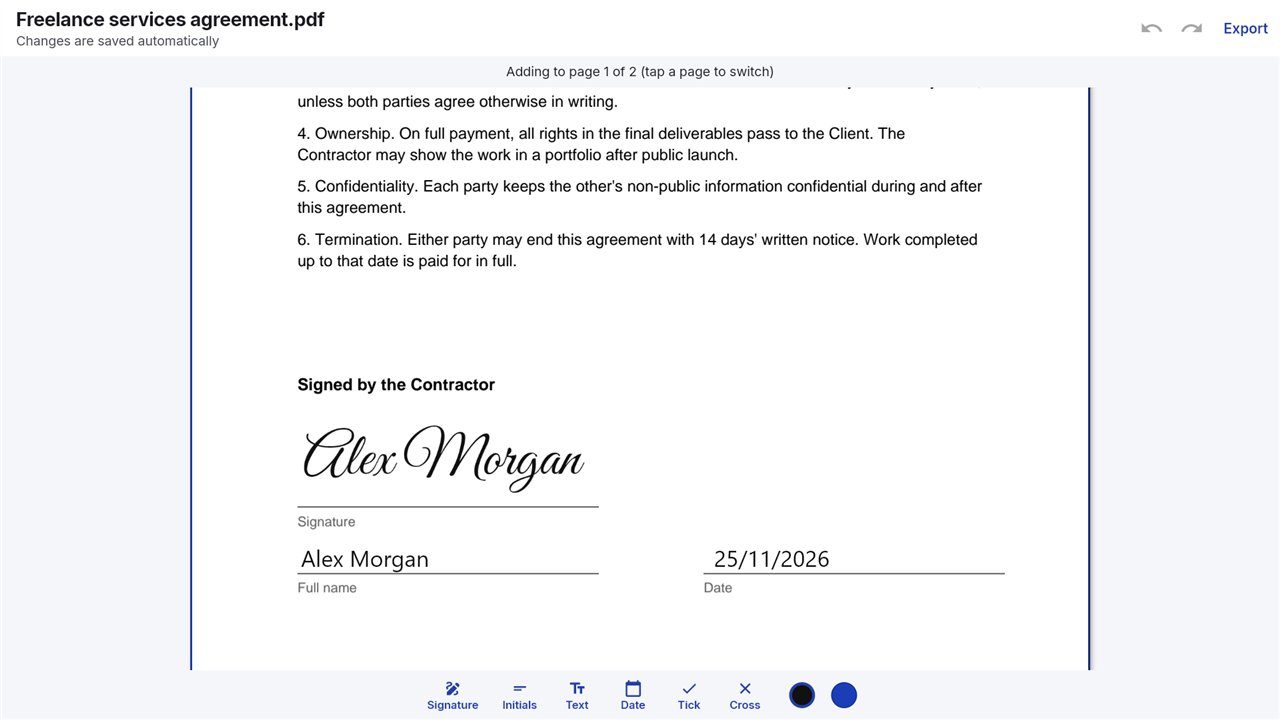 Freelance services agreement.pdf
Changes are saved automatically
Export
Adding to page 1 of 2 (tap a page to switch)
unless both parties agree otherwise in writing.
4. Ownership. On full payment, all rights in the final deliverables pass to the Client. The
Contractor may show the work in a portfolio after public launch.
5. Confidentiality. Each party keeps the other's non-public information confidential during and after
this agreement.
6. Termination. Either party may end this agreement with 14 days' written notice. Work completed
up to that date is paid for in full.
Signed by the Contractor
Alex Morgan
Signature
Alex Morgan 25/11/2026
Full name Date
Signature Initials Text Date Tick Cross